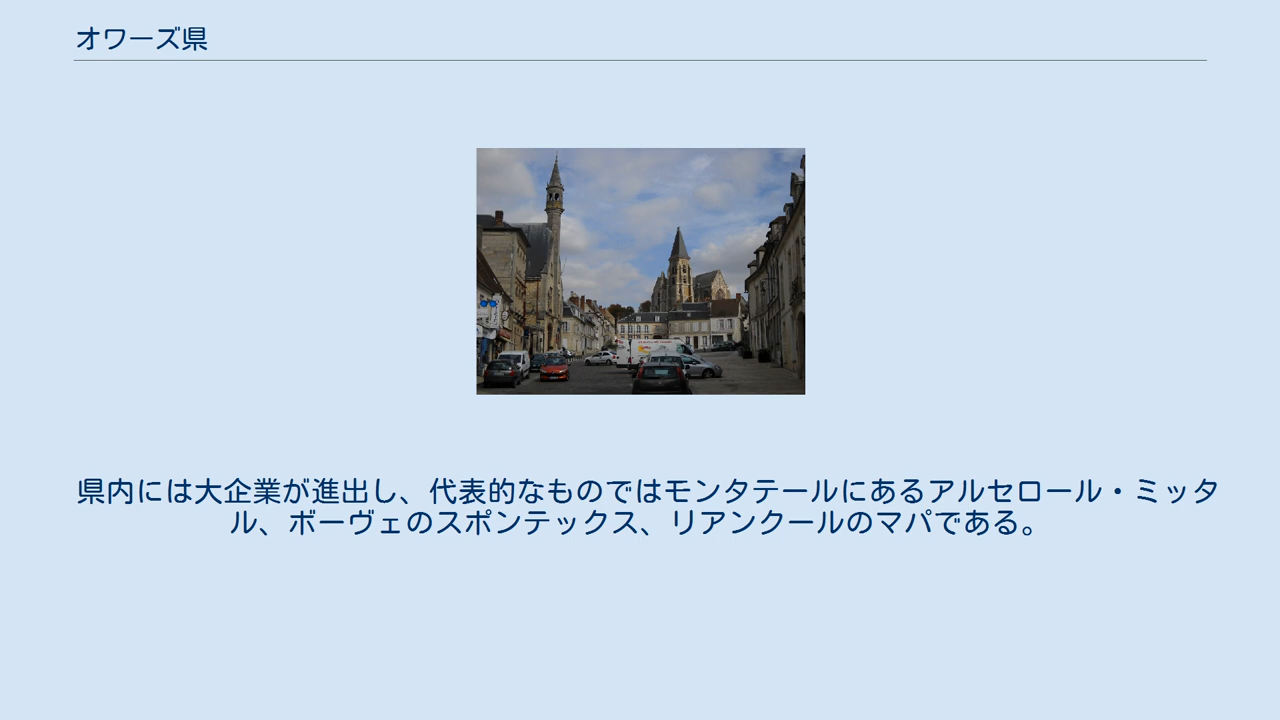 オワーズ県
県内には大企業が進出し、代表的なものではモンタテールにあるアルセロール・ミッタ
ル、ボーヴェのスポンテックス、リアンクールのマパである。